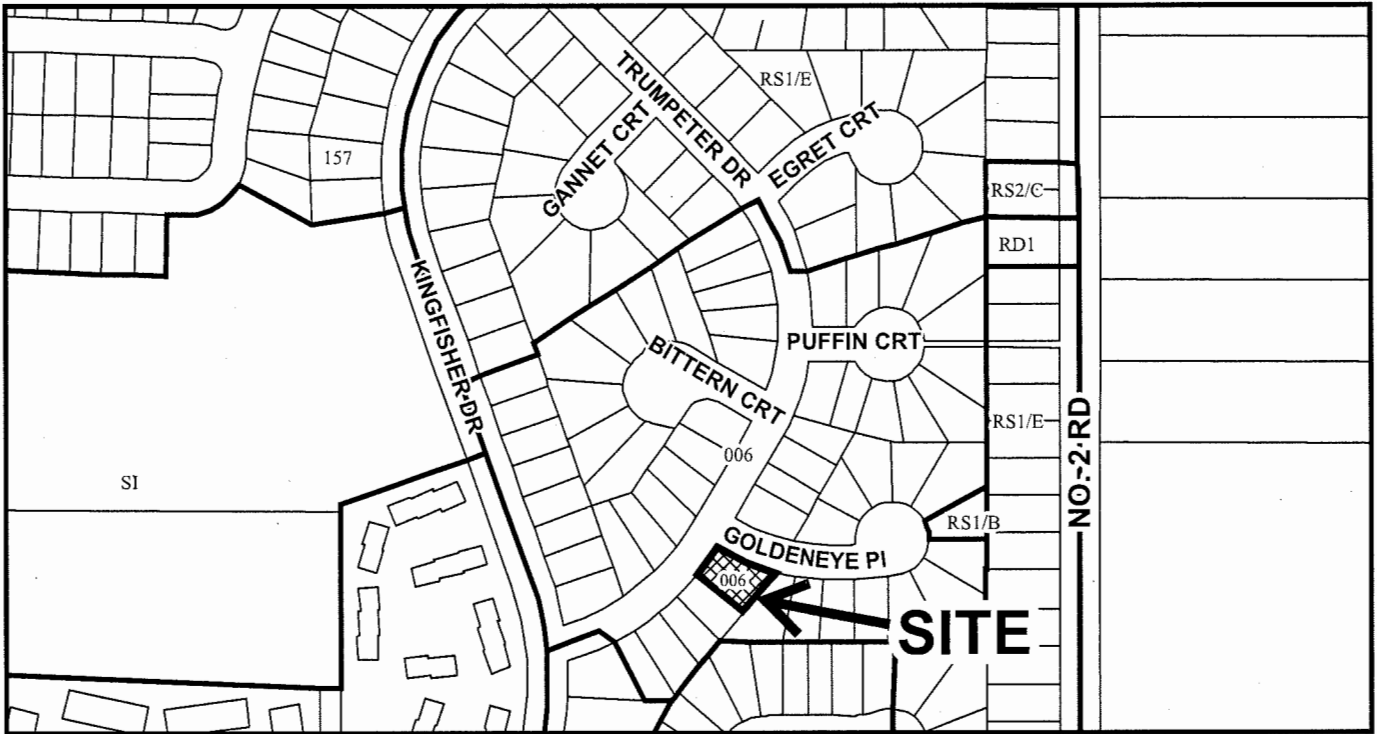 RS1/E
TRUMPETER DR
GANNET CRT
EGRET CRT
157
RS2/C
RD1
KINGFISHER DR
PUFFIN CRT
BITTERN CRT
RS1/E
NO. 2 RD
006
SI
RS1/B
GOLDENEYE Pl
006
SITE